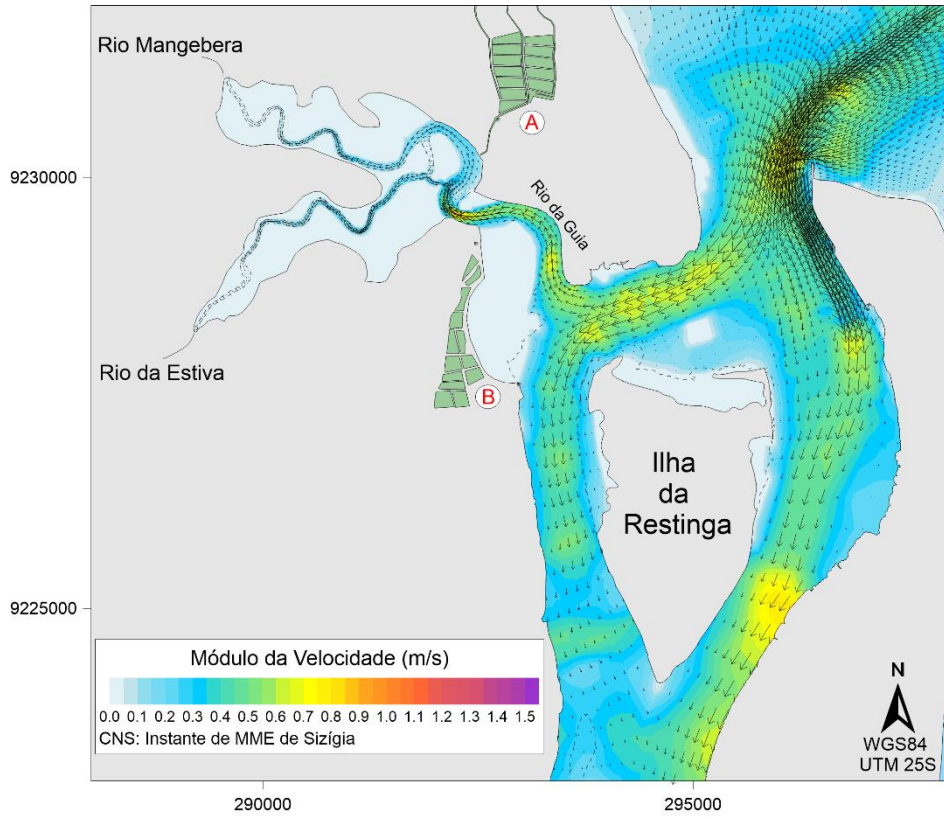 Rio Mangebera
A
9230000
Rio da Guia
Rio da Estiva
B
Ilha
da
Restinga
9225000
Módulo da Velocidade (m/s)
0.0 0.1 0.2 0.3 0.4 0.5 0.6 0.7 0.8 0.9 1.0 1.1 1.2 1.3 1.4 1.5
CNS: Instante de MME de Sizígia
N
WGS84
UTM 25S
290000
295000